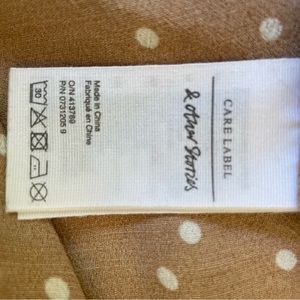 CARE LABEL
& other Stories
Made in China
Fabriqué en Chine
O/N 413769
P/N 0731205 9
30